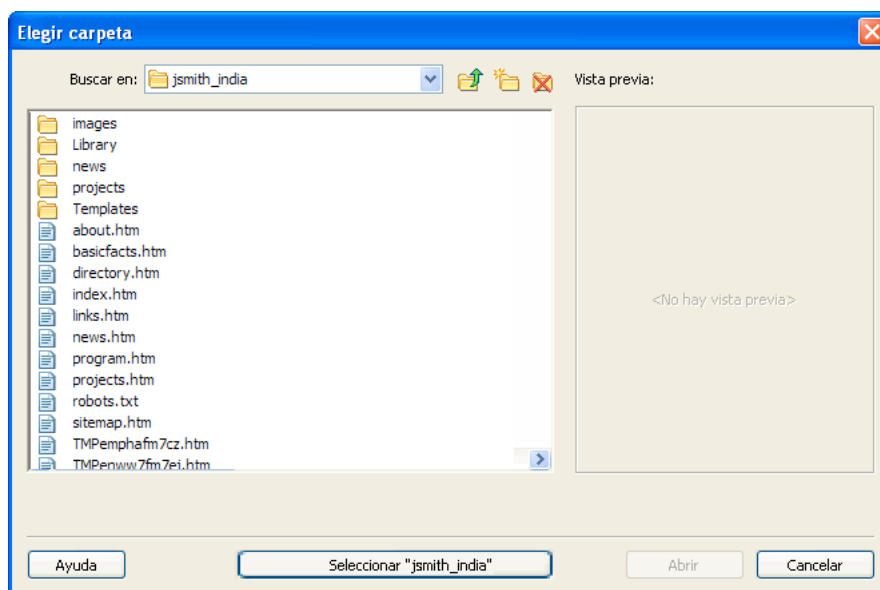 Elegir carpeta
Buscar en: jsmith_india
Vista previa:
images
Library
news
projects
Templates
about.htm
basicfacts.htm
directory.htm
index.htm
links.htm
news.htm
program.htm
projects.htm
robots.txt
sitemap.htm
TMPemphafm7cz.htm
TMPenww7fm7ei.htm
<No hay vista previa>
Ayuda
Seleccionar "jsmith_india"
Abrir
Cancelar